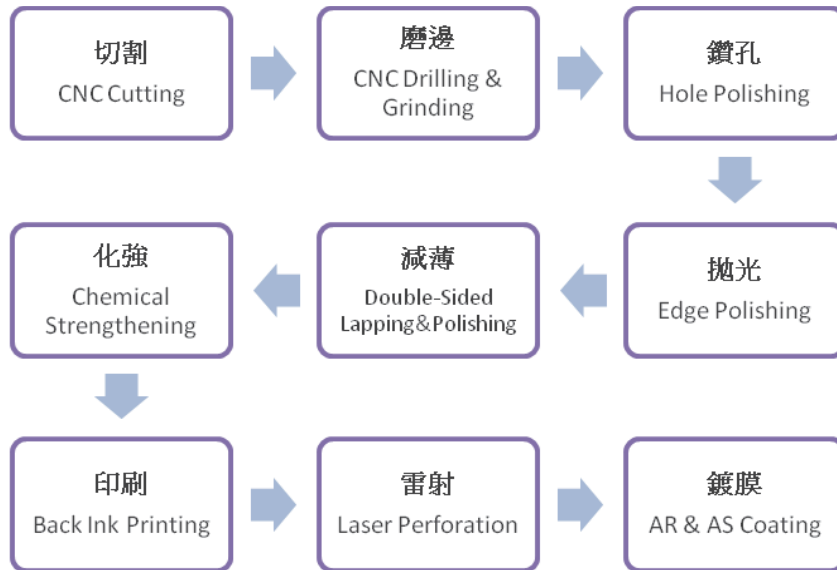 切割
CNC Cutting
磨邊
CNC Drilling &
Grinding
鑽孔
Hole Polishing
拋光
Edge Polishing
減薄
Double-Sided
Lapping&Polishing
化強
Chemical
Strengthening
印刷
Back Ink Printing
雷射
Laser Perforation
鍍膜
AR & AS Coating